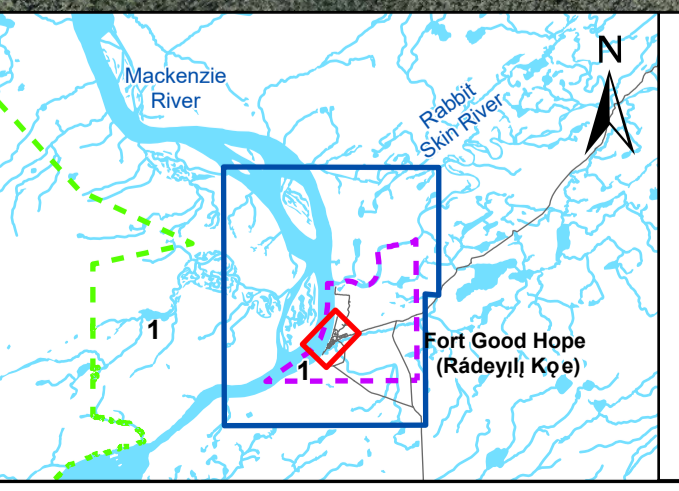 N
Mackenzie
River
Rabbit
Skin River
1
Fort Good Hope
(Rádeyı̨lı̨ Kǫe)
1